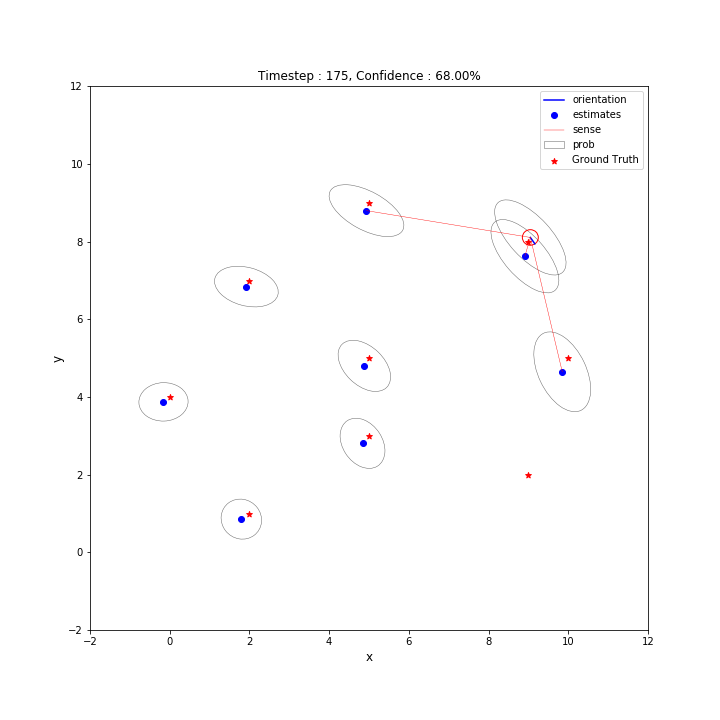 Timestep : 175, Confidence : 68.00%
12
10
8
6
4
2
0
−2
y
−2 0 2 4 6 8 10 12
x
orientation
estimates
sense
prob
Ground Truth